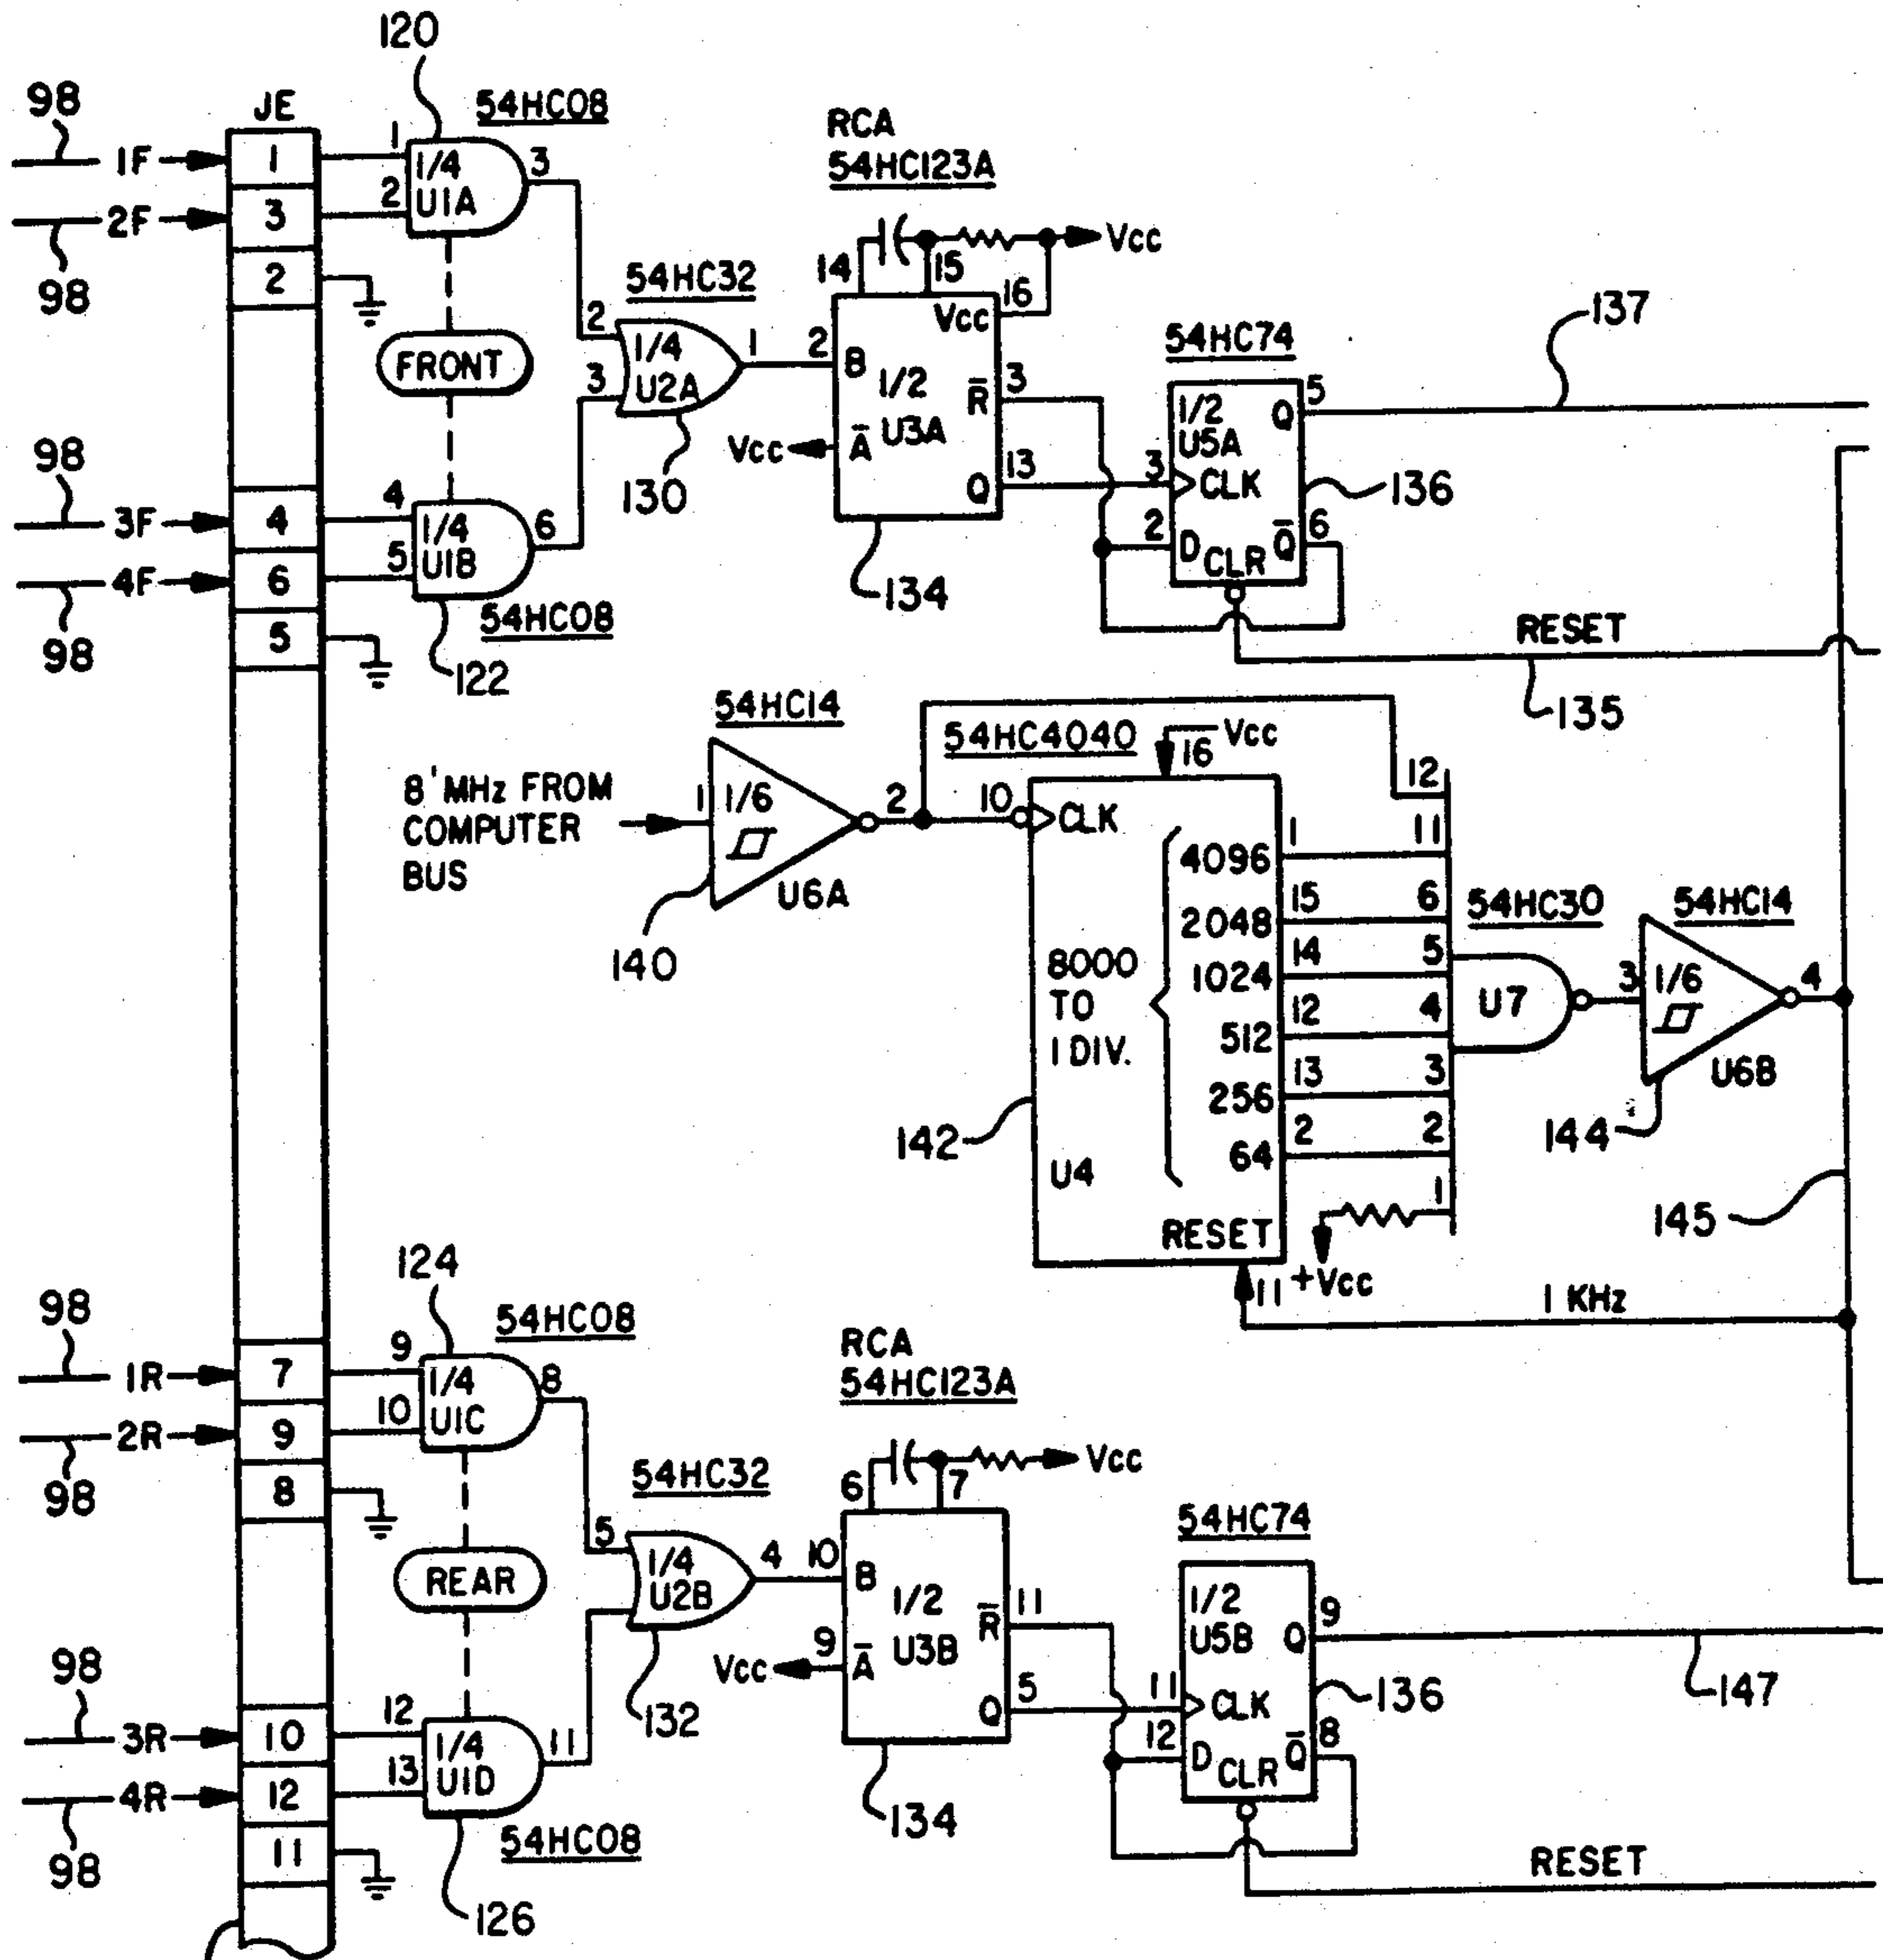 120
98
JE
54HC08
RCA
54HC123A
1F
1
1
1/4
U1A
3
2F
3
2
2
98
FRONT
54HC32
14
15
Vcc
16
Vcc
2
1/4
U2A
1
3
130
2
B
1/2
U3A
R̅
3
Vcc
A̅
Q
13
134
54HC74
1/2
U5A
Q
5
137
3
CLK
136
2
D
CLR
Q̅
6
RESET
135
98
3F
4
4
1/4
U1B
6
4F
6
5
5
98
122
54HC08
54HC14
8 MHz FROM
COMPUTER
BUS
1
1/6
2
U6A
140
54HC4040
Vcc
16
10
CLK
12
4096
1
11
2048
15
6
1024
14
5
512
12
4
256
13
3
64
2
2
8000
TO
1 DIV.
142
U4
1
+Vcc
RESET
11
54HC30
U7
54HC14
3
1/6
4
U6B
144
145
1 KHz
124
98
54HC08
RCA
54HC123A
1R
7
9
1/4
U1C
8
2R
9
10
8
98
REAR
54HC32
6
7
Vcc
5
1/4
U2B
4
132
10
B
1/2
U3B
R̅
11
Vcc
9
A̅
Q
5
134
54HC74
1/2
U5B
Q
9
147
11
CLK
136
12
D
CLR
Q̅
8
RESET
98
3R
10
12
1/4
U1D
11
4R
12
13
11
98
126
54HC08